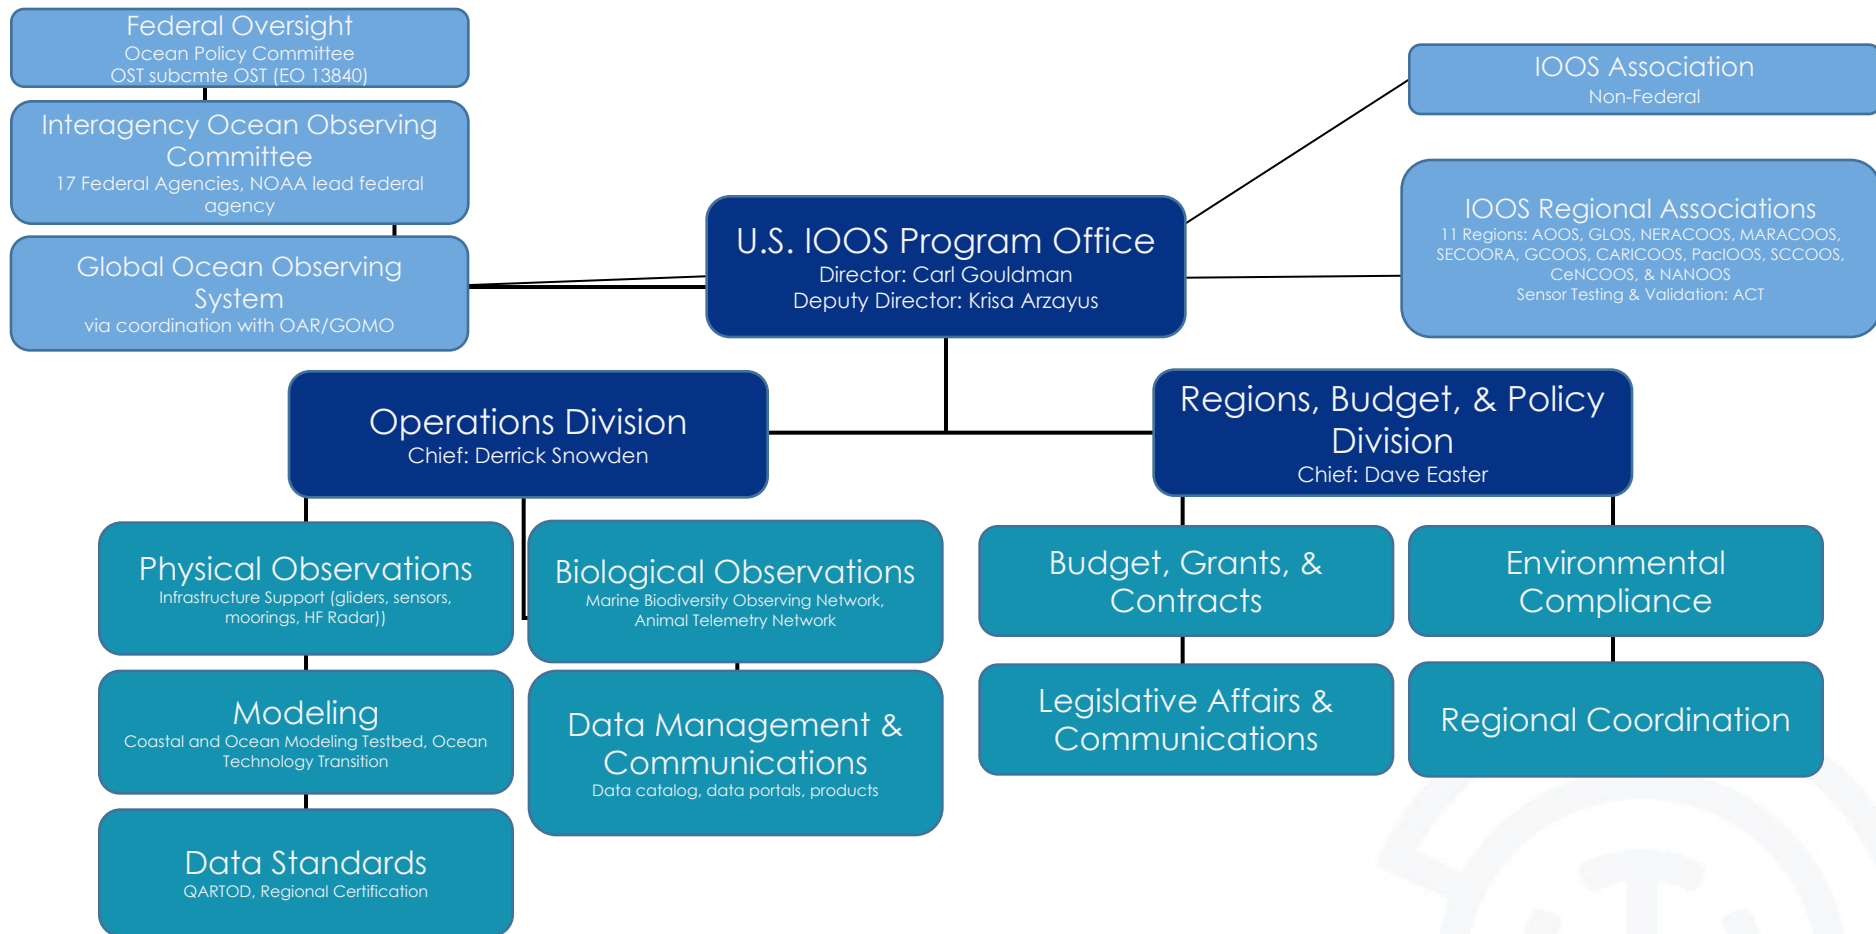 Federal Oversight
Ocean Policy Committee
OST subcmte OST (EO 13840)
Interagency Ocean Observing
Committee
17 Federal Agencies, NOAA lead federal
agency
Global Ocean Observing
System
via coordination with OAR/GOMO
U.S. IOOS Program Office
Director: Carl Gouldman
Deputy Director: Krisa Arzayus
IOOS Association
Non-Federal
IOOS Regional Associations
11 Regions: AOOS, GLOS, NERACOOS, MARACOOS,
SECOORA, GCOOS, CARICOOS, PacIOOS, SCCOOS,
CeNCOOS, & NANOOS
Sensor Testing & Validation: ACT
Operations Division
Chief: Derrick Snowden
Regions, Budget, & Policy
Division
Chief: Dave Easter
Physical Observations
Infrastructure Support (gliders, sensors,
moorings, HF Radar))
Biological Observations
Marine Biodiversity Observing Network,
Animal Telemetry Network
Modeling
Coastal and Ocean Modeling Testbed, Ocean
Technology Transition
Data Management &
Communications
Data catalog, data portals, products
Data Standards
QARTOD, Regional Certification
Budget, Grants, &
Contracts
Environmental
Compliance
Legislative Affairs &
Communications
Regional Coordination